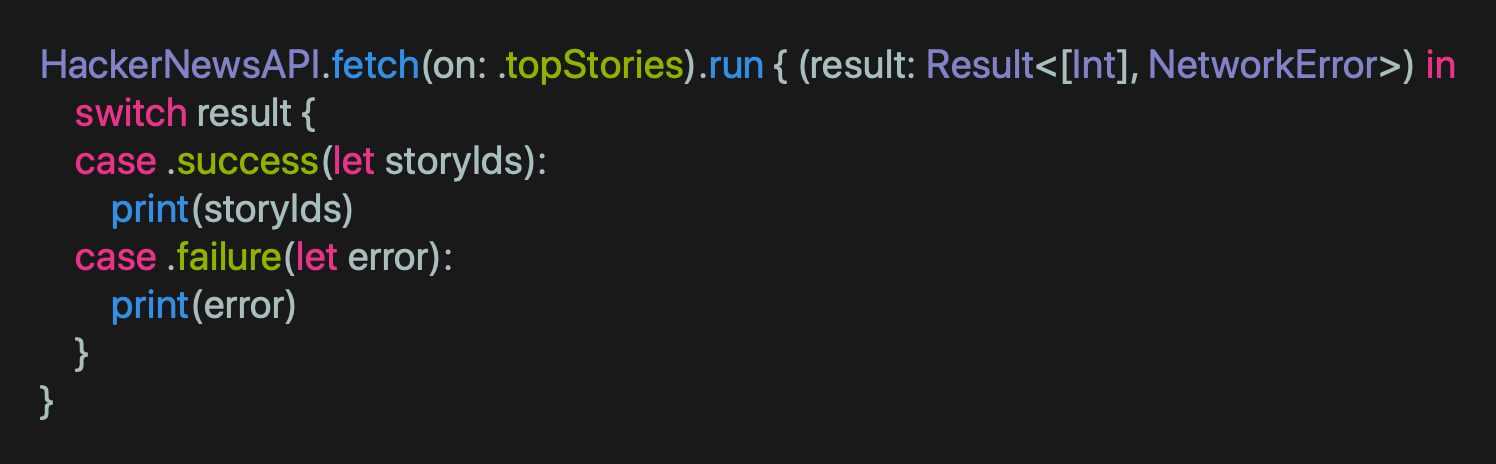 HackerNewsAPI.fetch(on: .topStories).run { (result: Result<[Int], NetworkError>) in
    switch result {
    case .success(let storyIds):
        print(storyIds)
    case .failure(let error):
        print(error)
    }
}